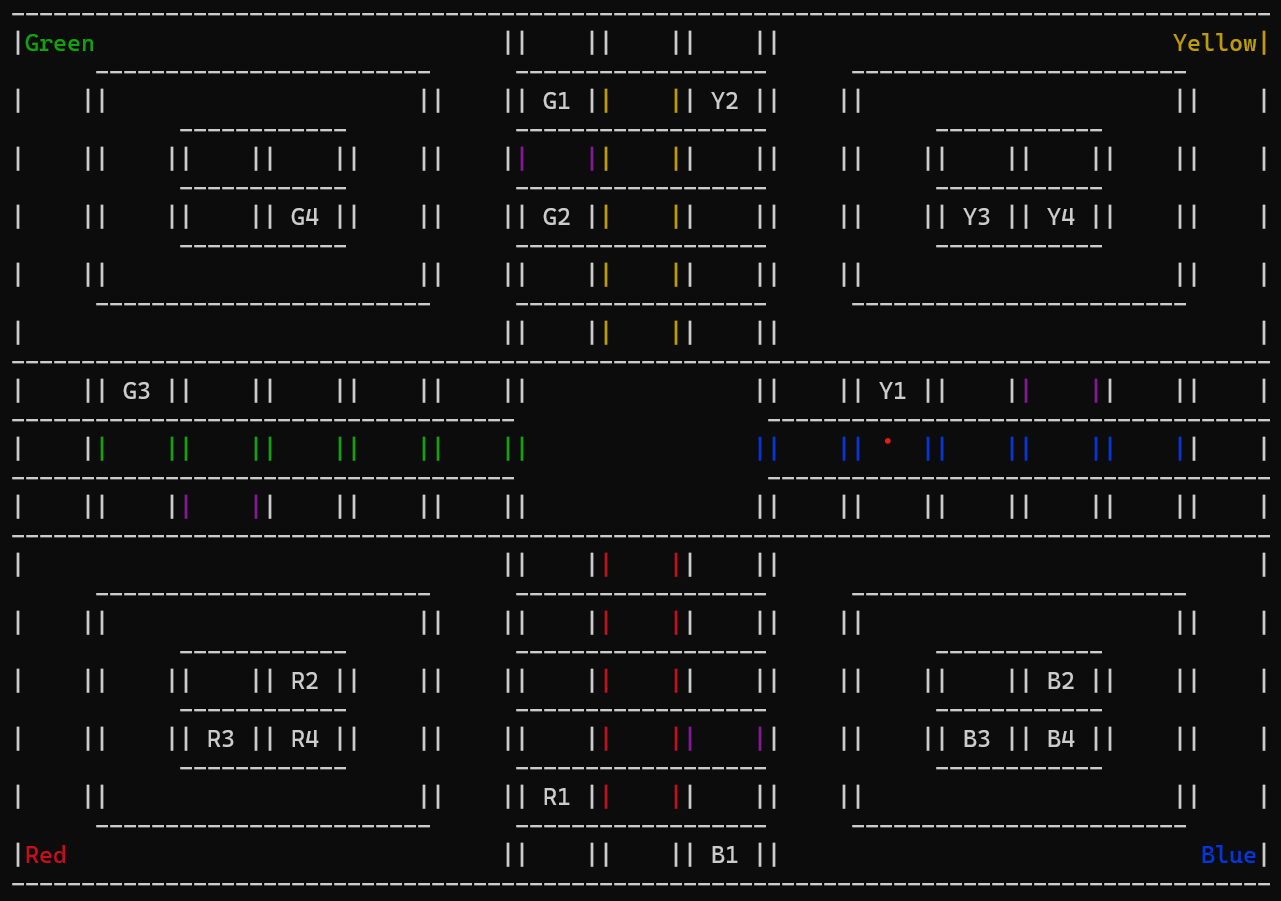 Green Yellow
G1 Y2
G2
G4 Y3 Y4
G3 Y1
R2 B2
R3 R4 B3 B4
R1
Red B1 Blue